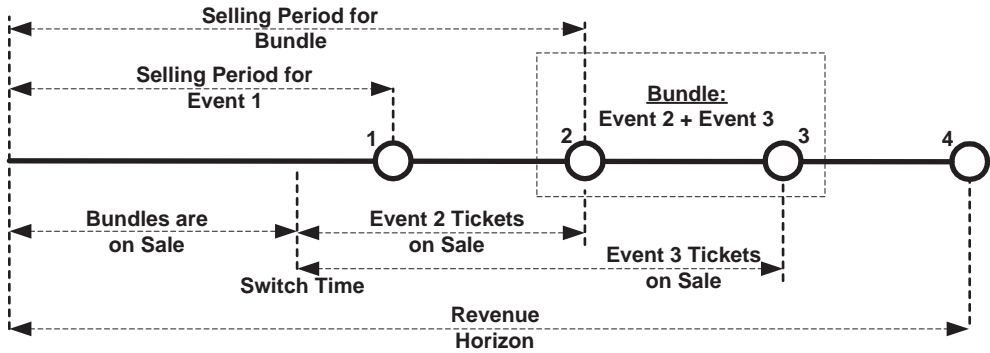 Selling Period for
Bundle
Selling Period for
Event 1
Bundle:
Event 2 + Event 3
1
2
3
4
Bundles are
on Sale
Event 2 Tickets
on Sale
Event 3 Tickets
on Sale
Switch Time
Revenue
Horizon